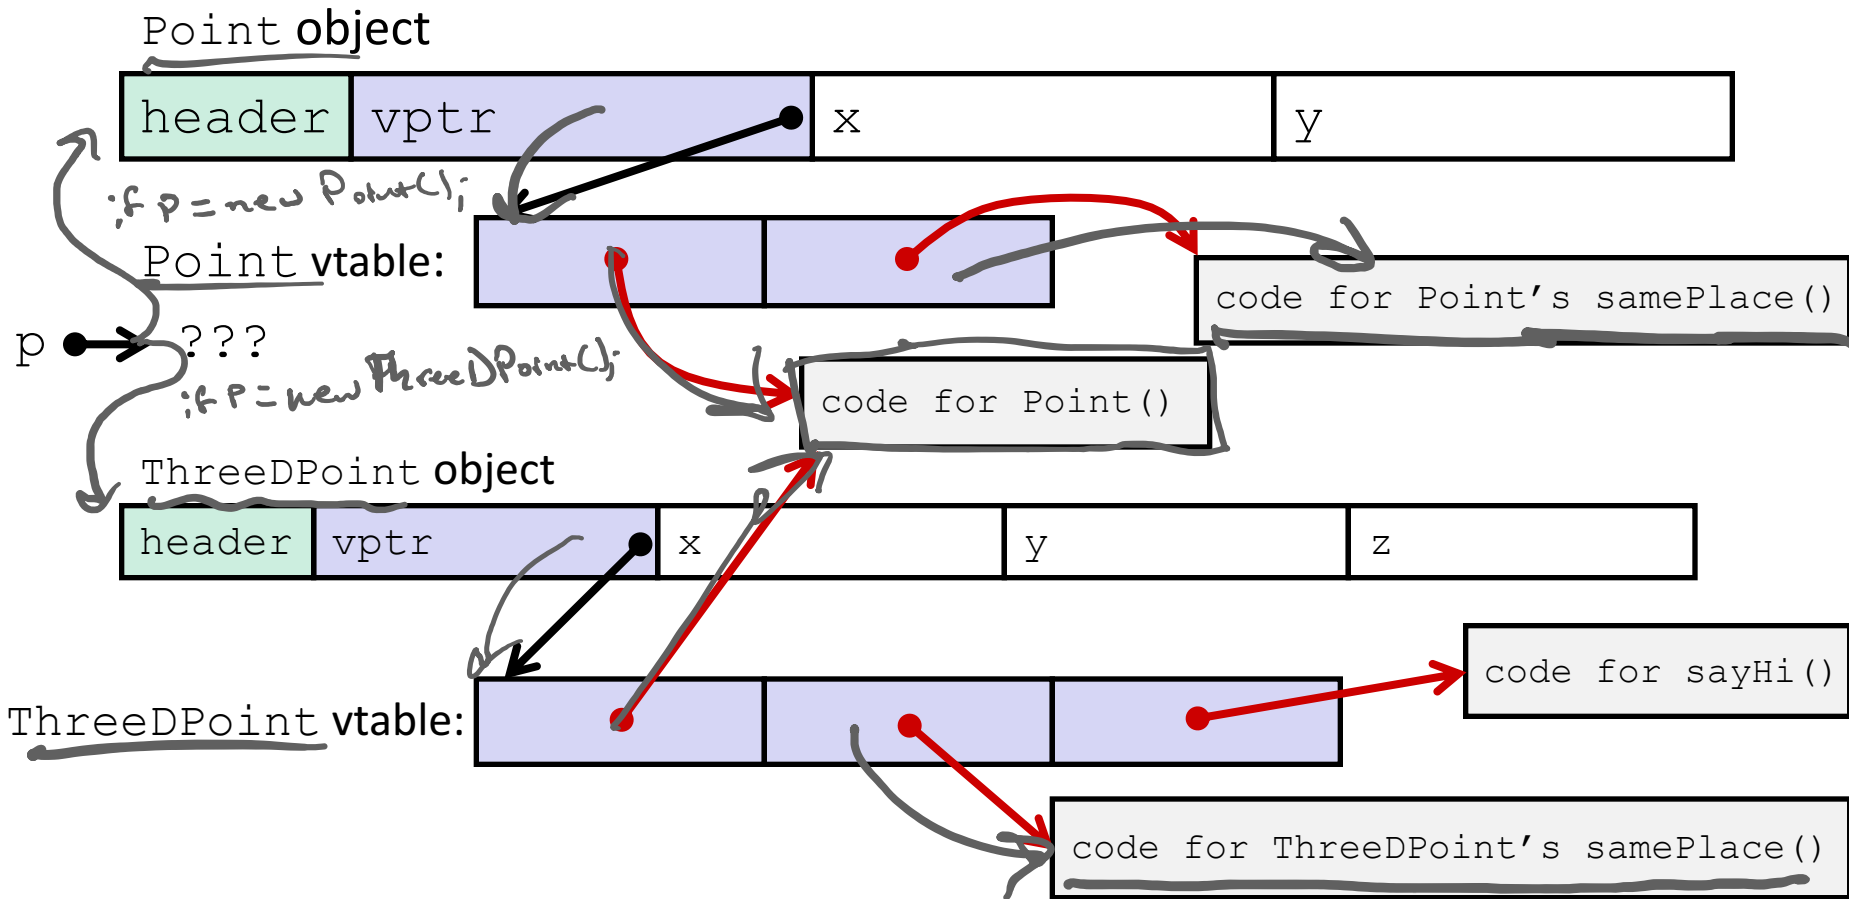 Point object
header vptr x y
if p = new Point();
Point vtable:
code for Point's samePlace()
p ???
if p = new ThreeDPoint();
code for Point()
ThreeDPoint object
header vptr x y z
code for sayHi()
ThreeDPoint vtable:
code for ThreeDPoint's samePlace()